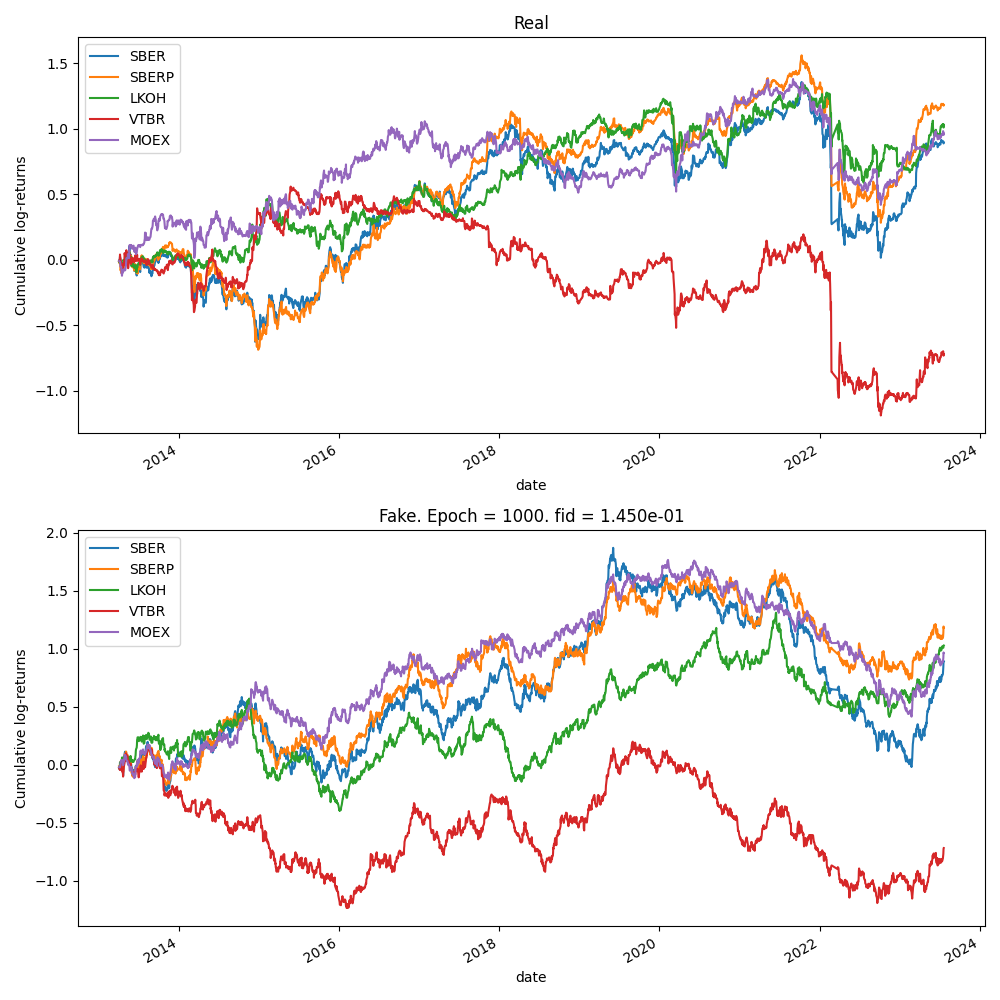 Real
Cumulative log-returns
SBER
SBERP
LKOH
VTBR
MOEX
1.5
1.0
0.5
0.0
−0.5
−1.0
2014
2016
2018
2020
2022
2024
date
Fake. Epoch = 1000. fid = 1.450e-01
Cumulative log-returns
SBER
SBERP
LKOH
VTBR
MOEX
2.0
1.5
1.0
0.5
0.0
−0.5
−1.0
2014
2016
2018
2020
2022
2024
date